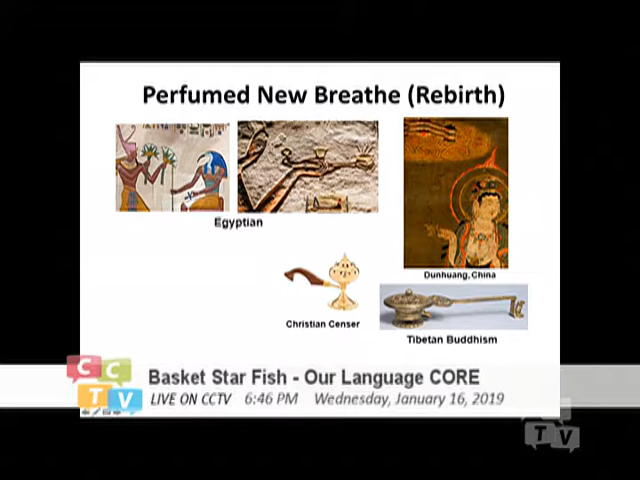 Perfumed New Breathe (Rebirth)
Egyptian
Dunhuang, China
Christian Censer
Tibetan Buddhism
CCTV
Basket Star Fish - Our Language CORE
LIVE ON CCTV 6:46 PM Wednesday, January 16, 2019
TV